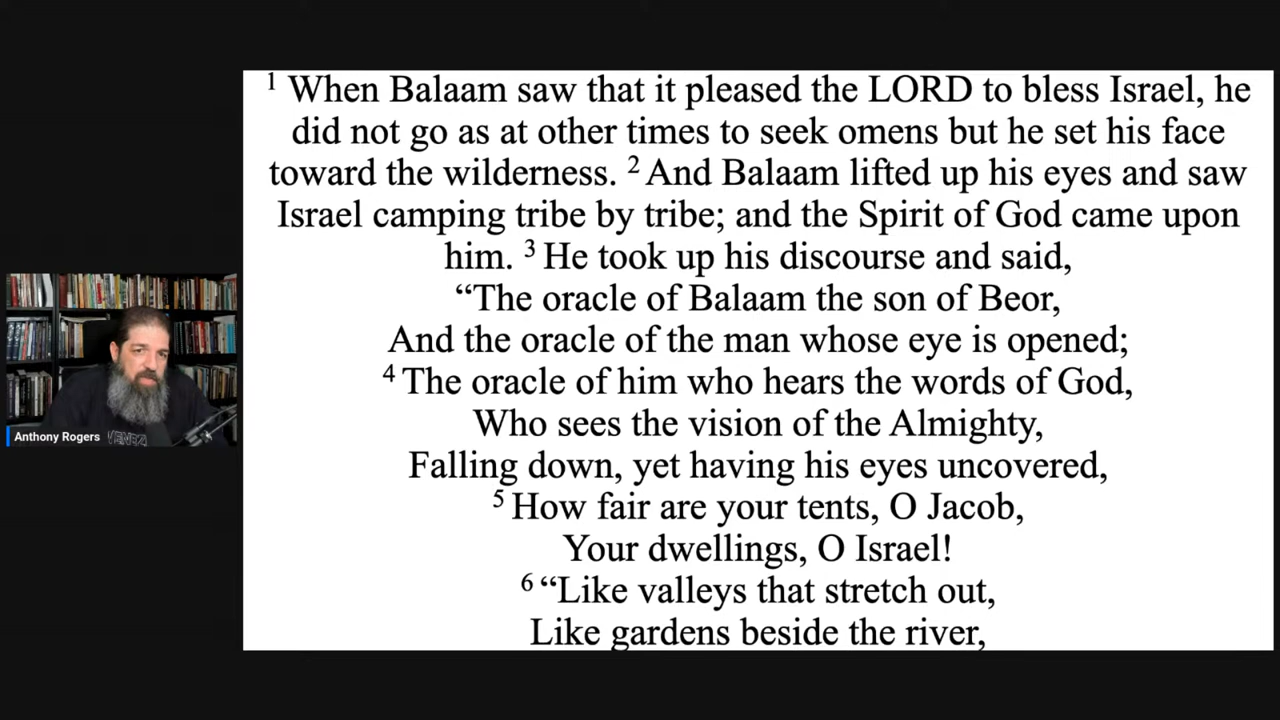 1 When Balaam saw that it pleased the LORD to bless Israel, he
did not go as at other times to seek omens but he set his face
toward the wilderness. 2 And Balaam lifted up his eyes and saw
Israel camping tribe by tribe; and the Spirit of God came upon
him. 3 He took up his discourse and said,
“The oracle of Balaam the son of Beor,
And the oracle of the man whose eye is opened;
4 The oracle of him who hears the words of God,
Who sees the vision of the Almighty,
Falling down, yet having his eyes uncovered,
5 How fair are your tents, O Jacob,
Your dwellings, O Israel!
6 “Like valleys that stretch out,
Like gardens beside the river,
Anthony Rogers